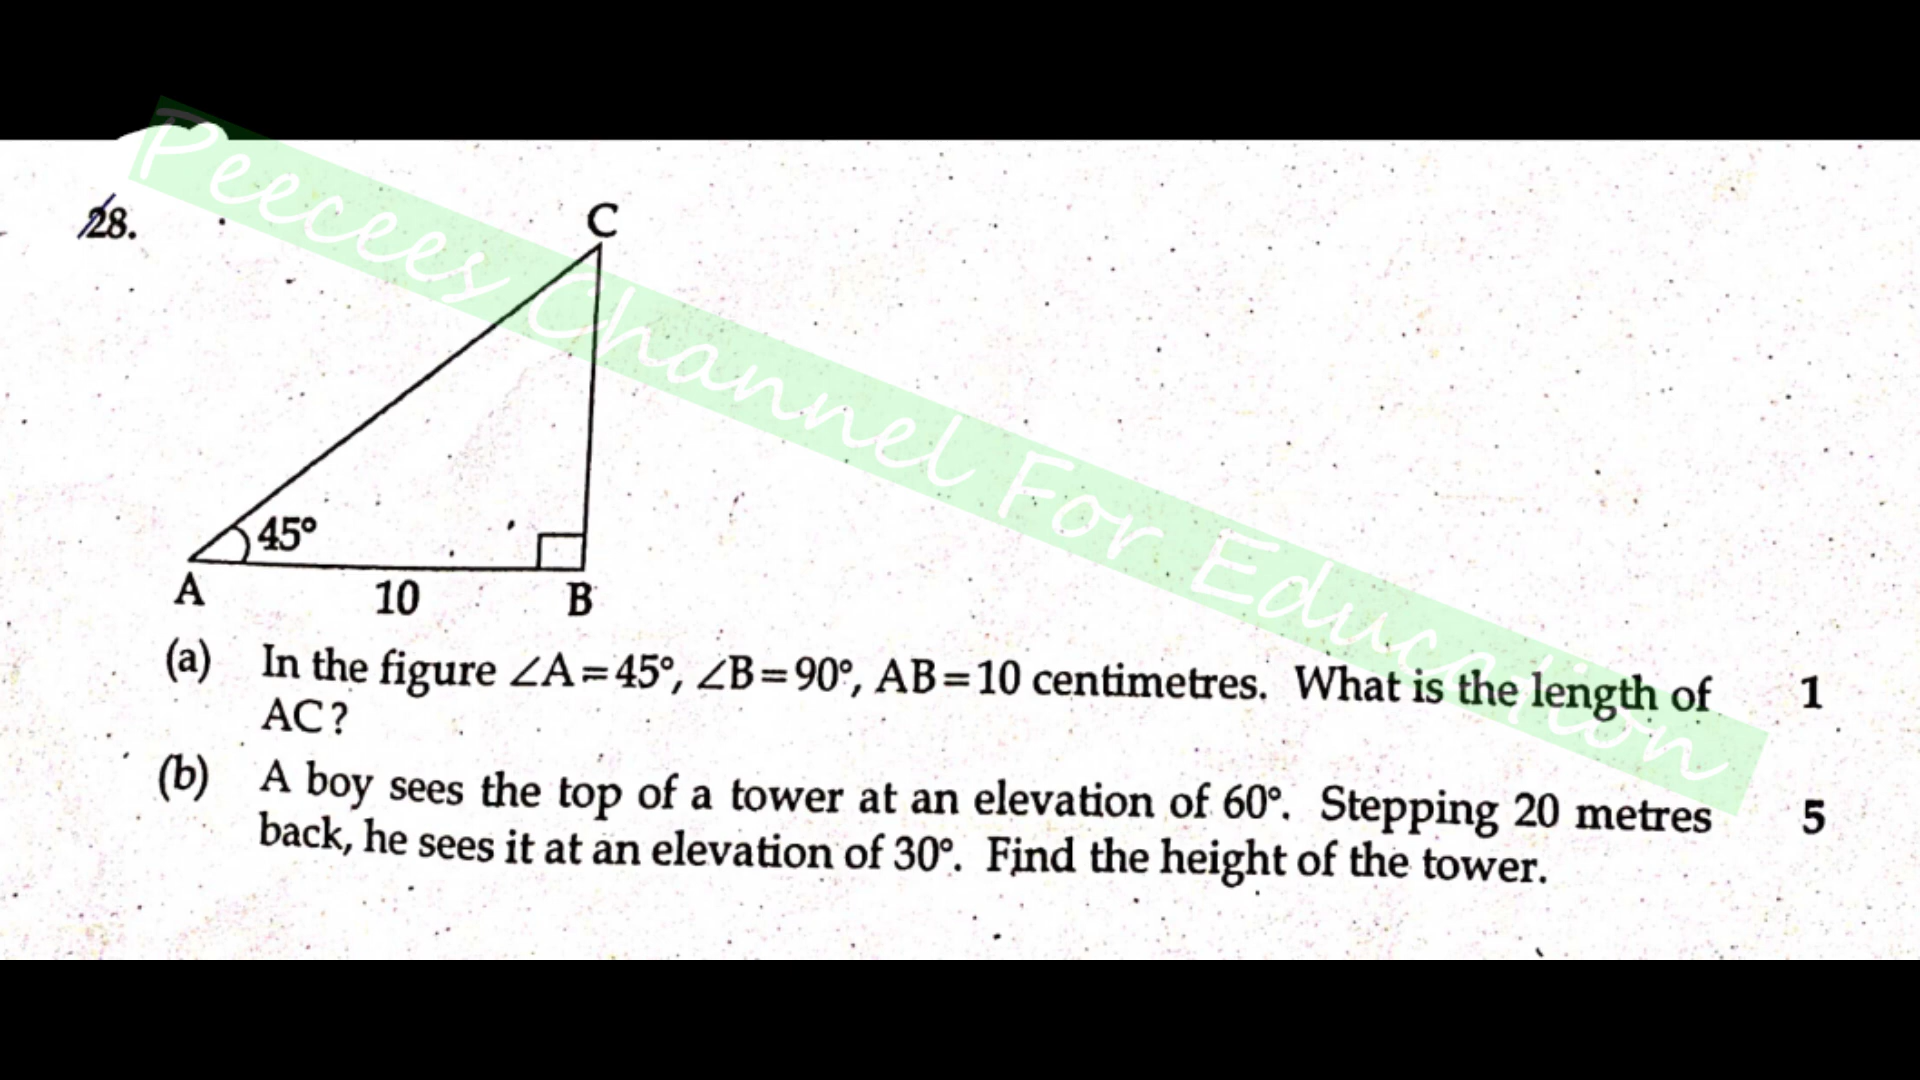 Peecees Channel For Education
28.
C
45°
A
10
B
(a) In the figure ∠A=45°, ∠B=90°, AB=10 centimetres. What is the length of 1
AC?
(b) A boy sees the top of a tower at an elevation of 60°. Stepping 20 metres 5
back, he sees it at an elevation of 30°. Find the height of the tower.